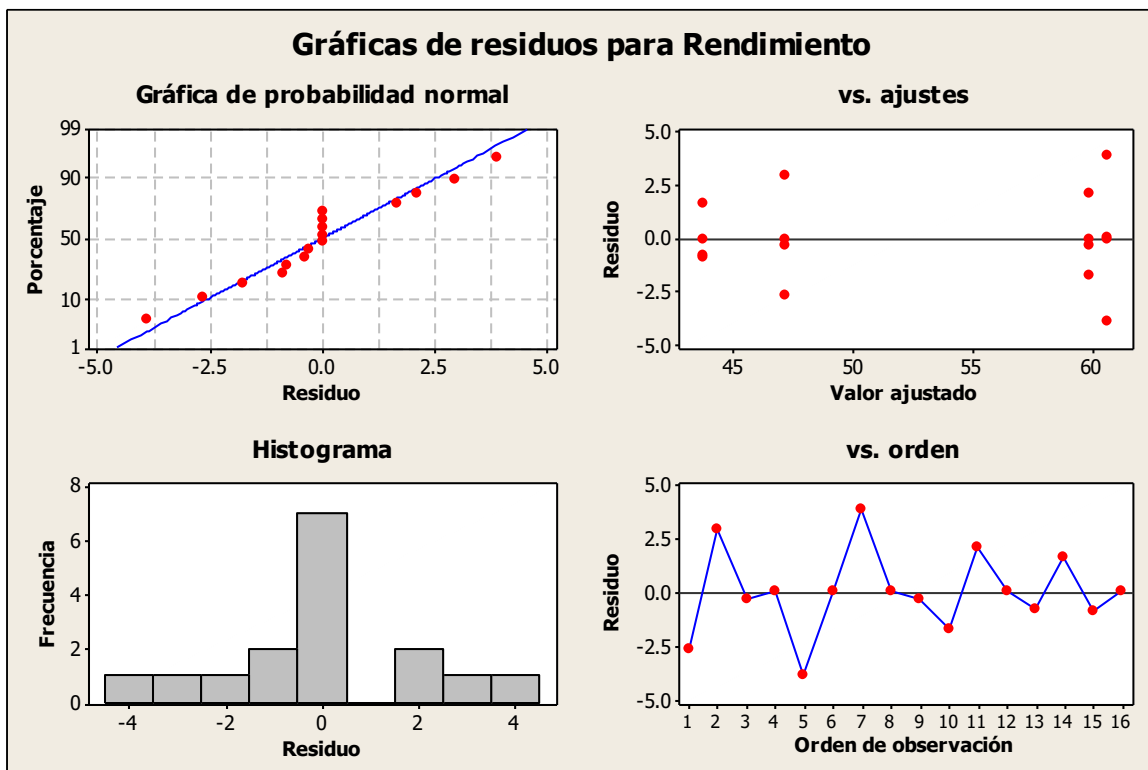 Gráficas de residuos para Rendimiento
Gráfica de probabilidad normal
99
90
50
10
1
Porcentaje
-5.0 -2.5 0.0 2.5 5.0
Residuo
vs. ajustes
5.0
2.5
0.0
-2.5
-5.0
Residuo
45 50 55 60
Valor ajustado
Histograma
8
6
4
2
0
Frecuencia
-4 -2 0 2 4
Residuo
vs. orden
5.0
2.5
0.0
-2.5
-5.0
Residuo
1 2 3 4 5 6 7 8 9 10 11 12 13 14 15 16
Orden de observación